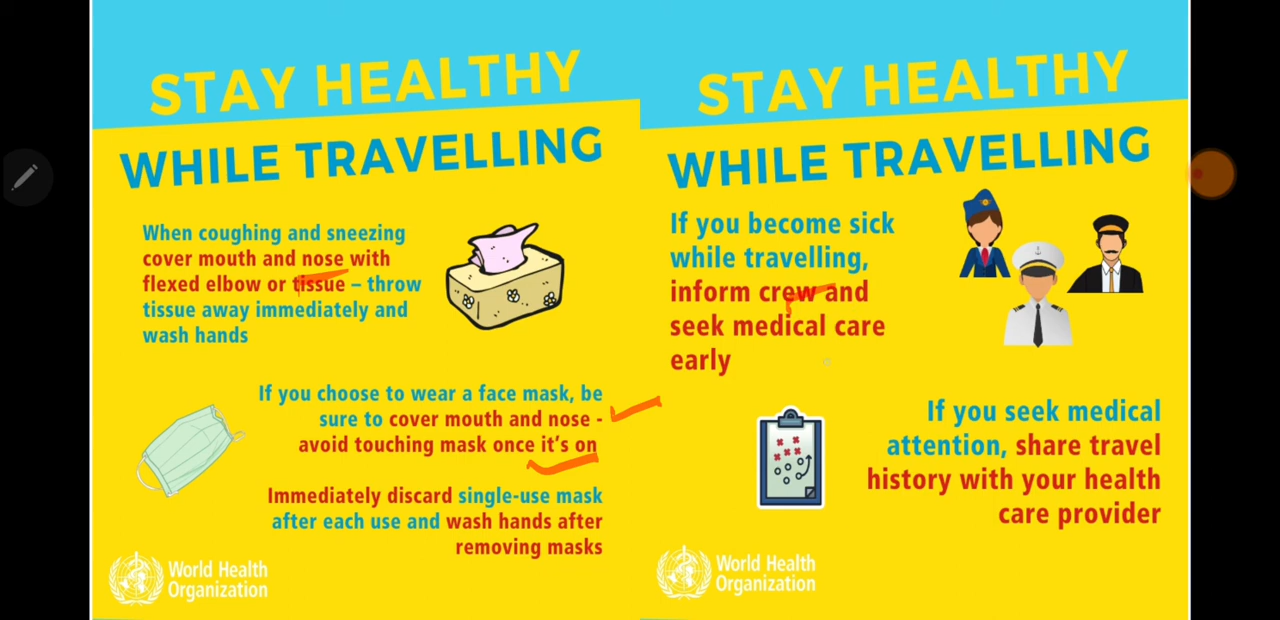 STAY HEALTHY
WHILE TRAVELLING
When coughing and sneezing
cover mouth and nose with
flexed elbow or tissue – throw
tissue away immediately and
wash hands
If you choose to wear a face mask, be
sure to cover mouth and nose -
avoid touching mask once it's on
Immediately discard single-use mask
after each use and wash hands after
removing masks
World Health
Organization
STAY HEALTHY
WHILE TRAVELLING
If you become sick
while travelling,
inform crew and
seek medical care
early
If you seek medical
attention, share travel
history with your health
care provider
World Health
Organization